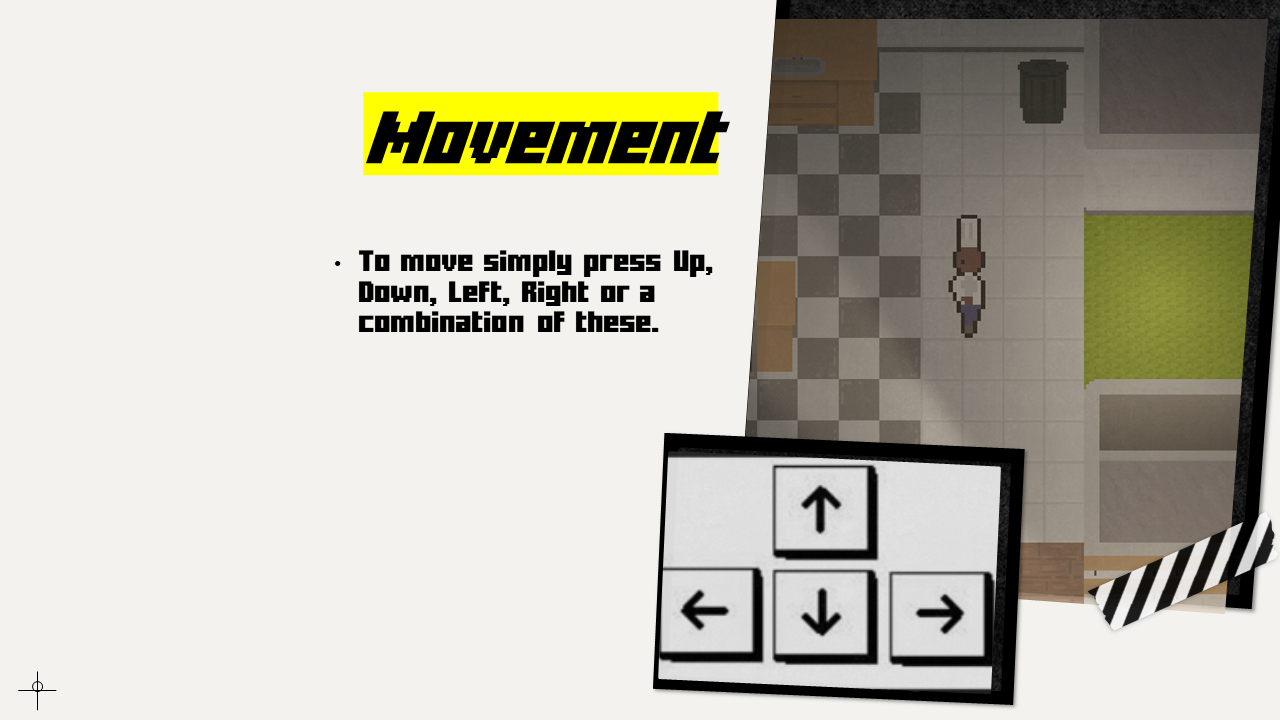 Movement
• To move simply press Up,
Down, Left, Right or a
combination of these.
↑
← ↓ →